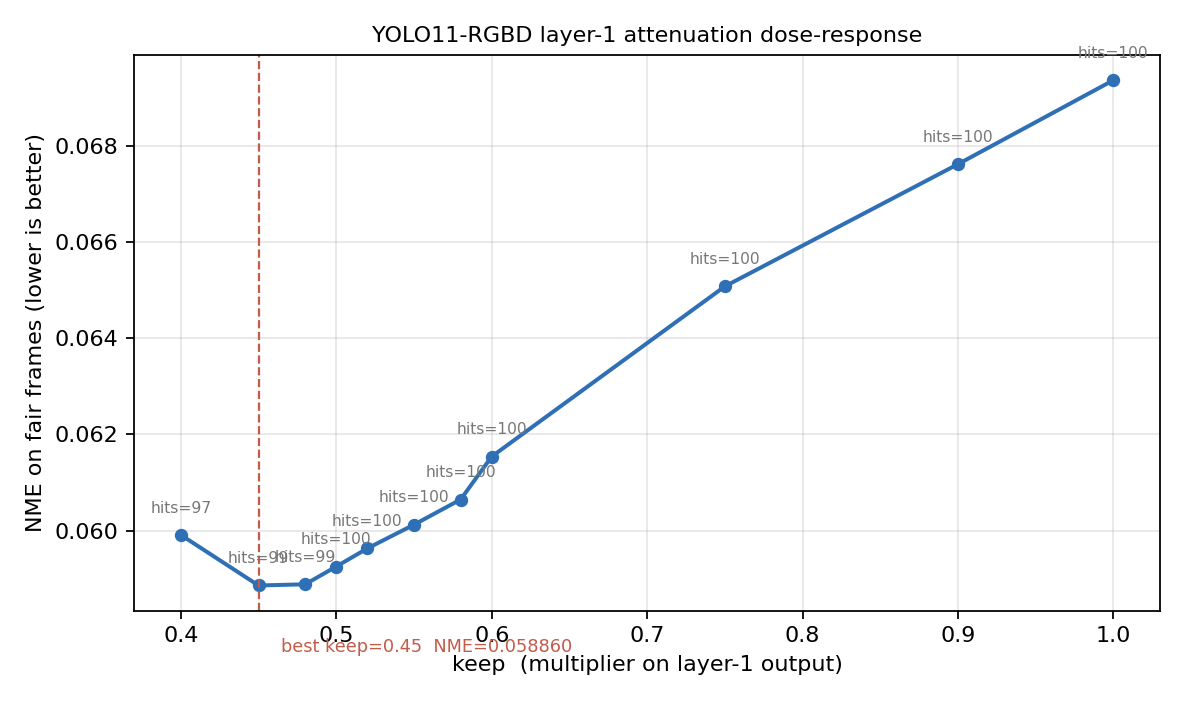 YOLO11-RGBD layer-1 attenuation dose-response
NME on fair frames (lower is better)
0.068
0.066
0.064
0.062
0.060
hits=97
hits=99
hits=99
hits=100
hits=100
hits=100
hits=100
hits=100
hits=100
hits=100
hits=100
0.4
0.5
0.6
0.7
0.8
0.9
1.0
best keep=0.45  NME=0.058860
keep  (multiplier on layer-1 output)